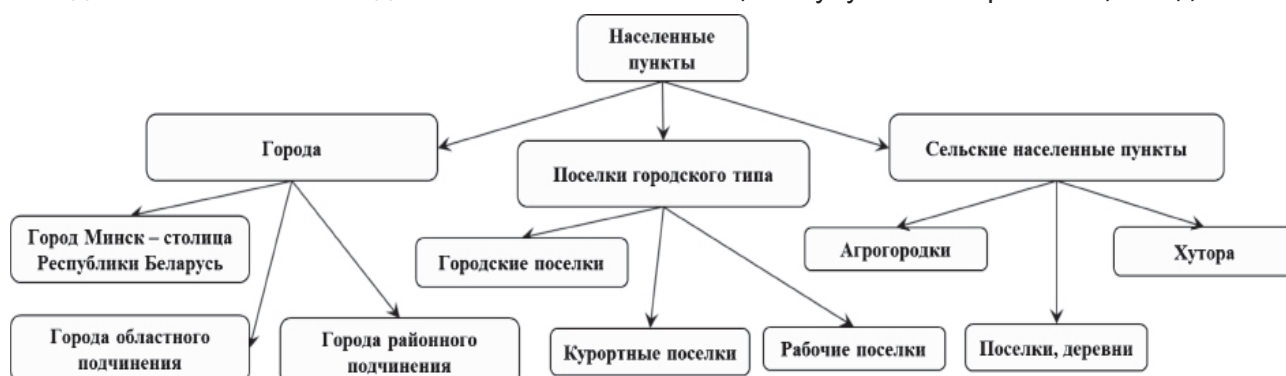 Населенные
пункты
Города
Поселки городского типа
Сельские населенные пункты
Город Минск – столица
Республики Беларусь
Городские поселки
Агрогородки
Хутора
Города областного
подчинения
Города районного
подчинения
Курортные поселки
Рабочие поселки
Поселки, деревни